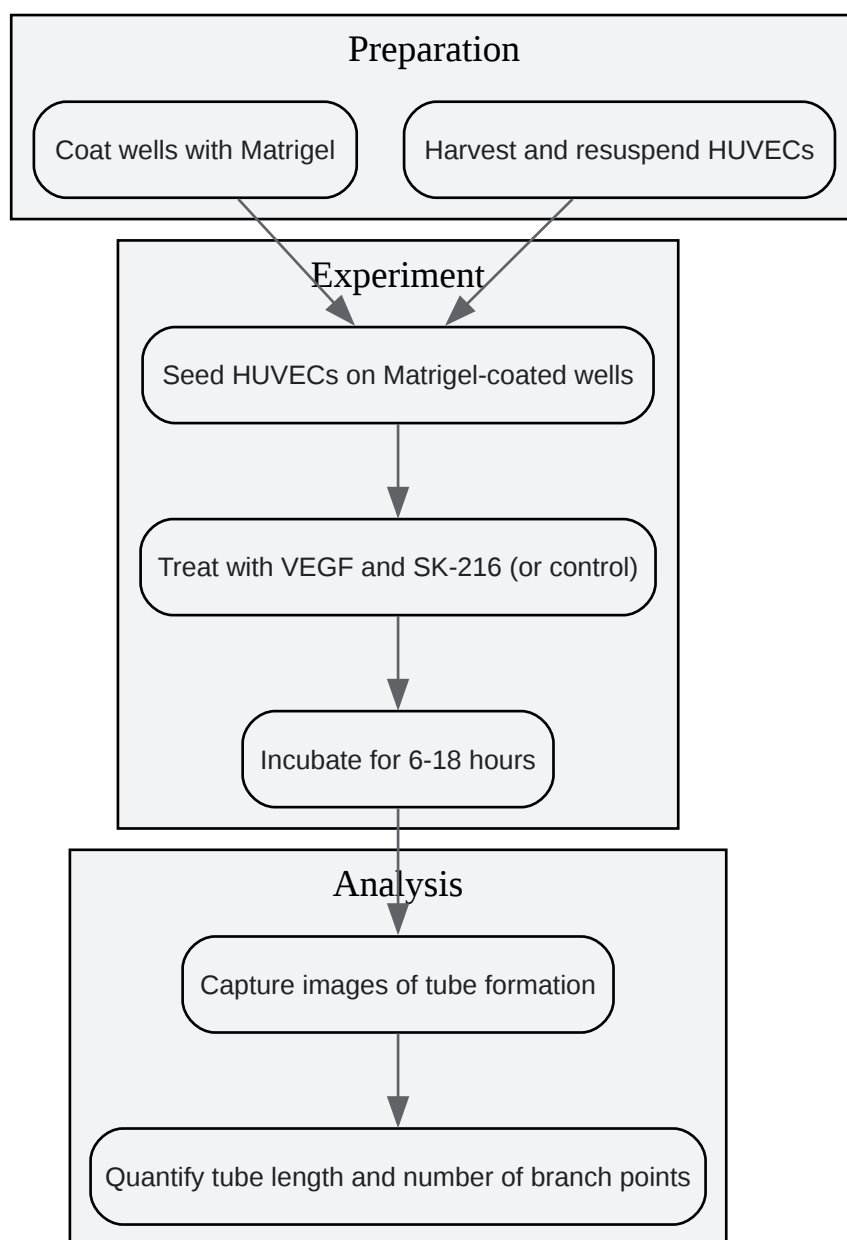 Preparation
Coat wells with Matrigel
Harvest and resuspend HUVECs
Experiment
Seed HUVECs on Matrigel-coated wells
Treat with VEGF and SK-216 (or control)
Incubate for 6-18 hours
Analysis
Capture images of tube formation
Quantify tube length and number of branch points